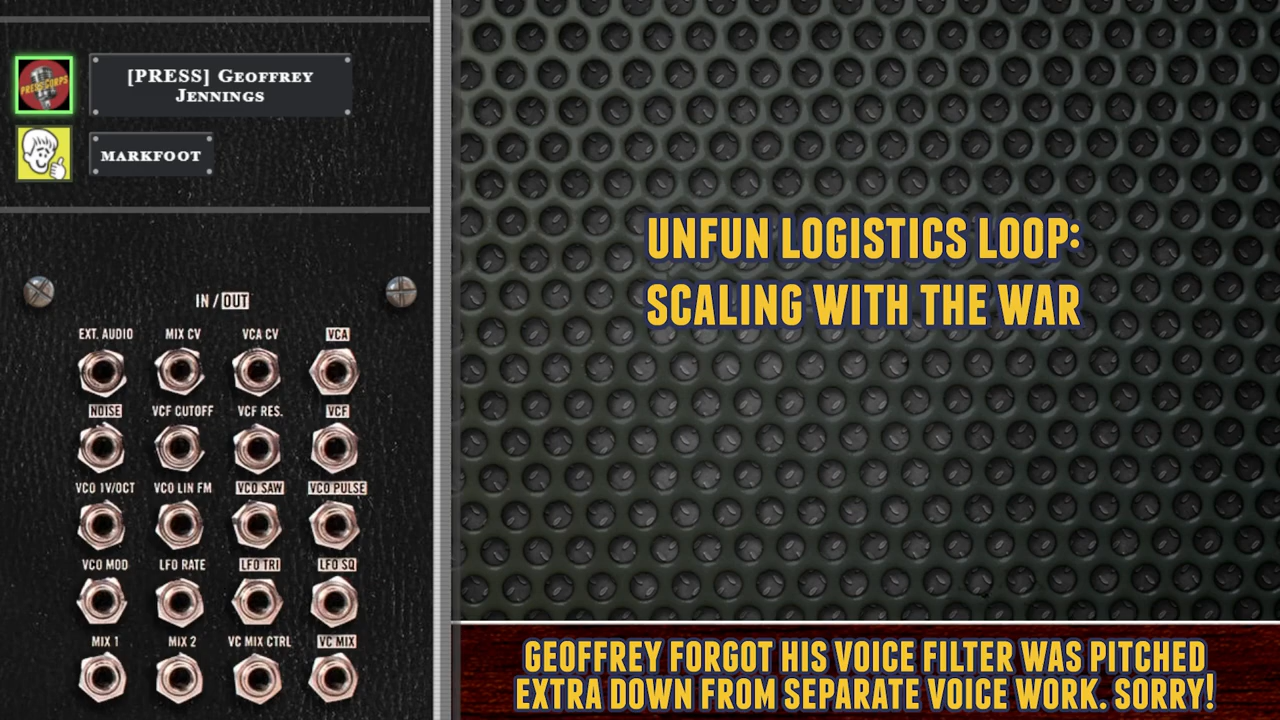 PRESS CORPS
[PRESS] GEOFFREY
JENNINGS
MARKFOOT
IN / OUT
EXT. AUDIO MIX CV VCA CV VCA
NOISE VCF CUTOFF VCF RES. VCF
VCO 1V/OCT VCO LIN FM VCO SAW VCO PULSE
VCO MOD LFO RATE LFO TRI LFO SQ
MIX 1 MIX 2 VC MIX CTRL VC MIX
UNFUN LOGISTICS LOOP:
SCALING WITH THE WAR
GEOFFREY FORGOT HIS VOICE FILTER WAS PITCHED
EXTRA DOWN FROM SEPARATE VOICE WORK. SORRY!